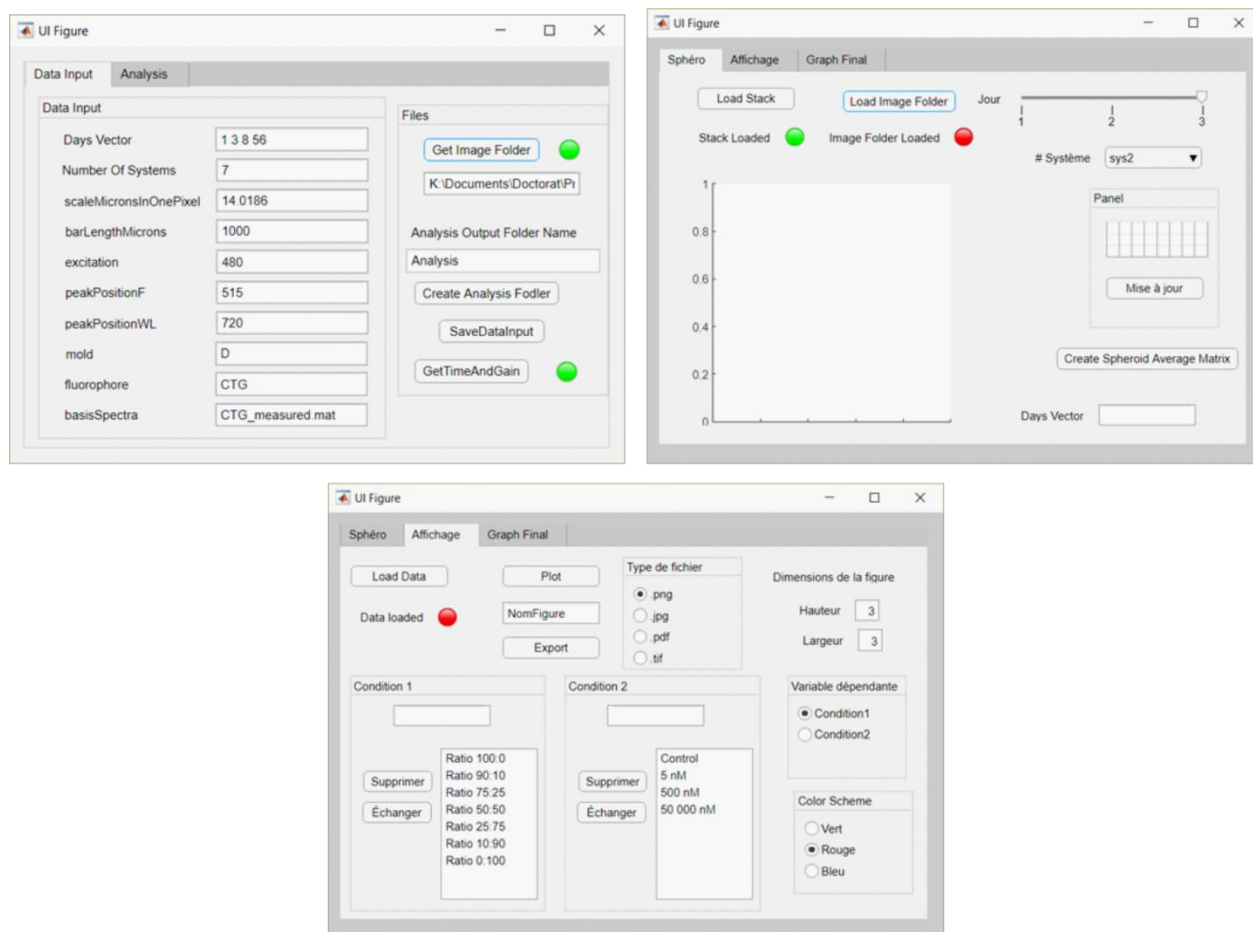 UI Figure
Data Input Analysis
Data Input
Days Vector 1 3 8 56
Number Of Systems 7
scaleMicronsInOnePixel 14.0186
barLengthMicrons 1000
excitation 480
peakPositionF 515
peakPositionWL 720
mold D
fluorophore CTG
basisSpectra CTG_measured.mat
Files
Get Image Folder
K:\Documents\Doctorat\Pr
Analysis Output Folder Name
Analysis
Create Analysis Fodler
SaveDataInput
GetTimeAndGain
UI Figure
Sphéro Affichage Graph Final
Load Stack Load Image Folder Jour
1 2 3
Stack Loaded Image Folder Loaded
# Système sys2
1
0.8
0.6
0.4
0.2
0
Panel
Mise à jour
Create Spheroid Average Matrix
Days Vector
UI Figure
Sphéro Affichage Graph Final
Load Data Plot
Data loaded NomFigure
Export
Type de fichier
.png
.jpg
.pdf
.tif
Dimensions de la figure
Hauteur 3
Largeur 3
Condition 1
Supprimer
Échanger
Ratio 100:0
Ratio 90:10
Ratio 75:25
Ratio 50:50
Ratio 25:75
Ratio 10:90
Ratio 0:100
Condition 2
Supprimer
Échanger
Control
5 nM
500 nM
50 000 nM
Variable dépendante
Condition1
Condition2
Color Scheme
Vert
Rouge
Bleu